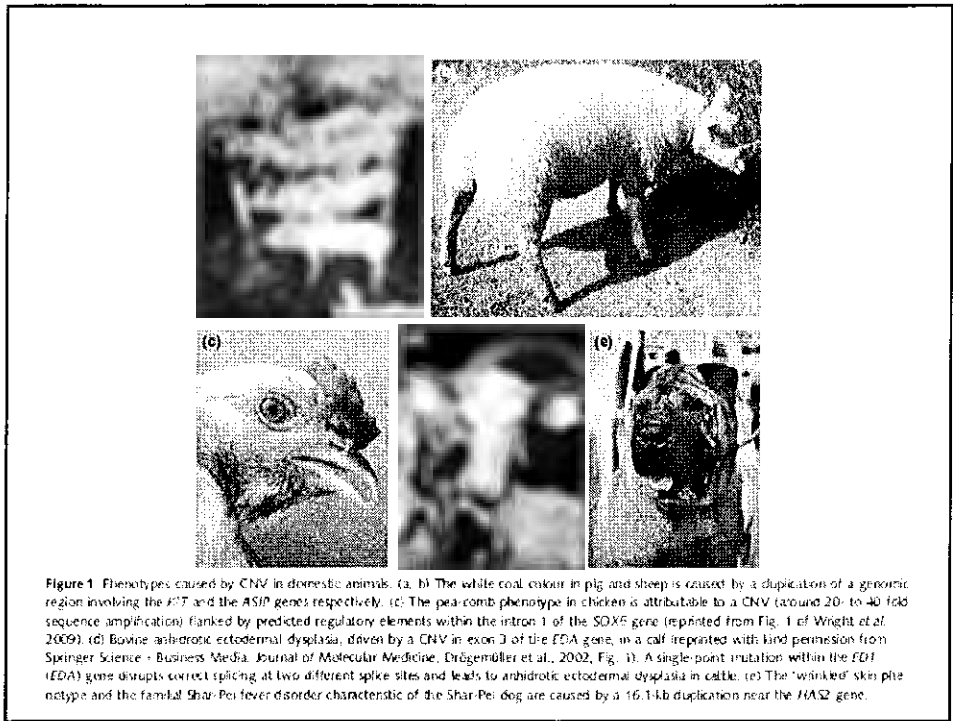 (c)
(e)
Figure 1 Phenotypes caused by CNV in domestic animals. (a, b) The white coat colour in pig and sheep is caused by a duplication of a genomic
region involving the KIT and the ASIP genes respectively. (c) The pea-comb phenotype in chicken is attributable to a CNV (around 20- to 40 fold
sequence amplification) flanked by predicted regulatory elements within the intron 1 of the SOX5 gene (reprinted from Fig. 1 of Wright et al.
2009). (d) Bovine anhidrotic ectodermal dysplasia, driven by a CNV in exon 3 of the EDA gene, in a calf (reprinted with kind permission from
Springer Science - Business Media. Journal of Molecular Medicine, Drögemüller et al., 2002, Fig. 1). A single-point mutation within the ED1
(EDA) gene disrupts correct splicing at two different splice sites and leads to anhidrotic ectodermal dysplasia in cattle. (e) The 'wrinkled' skin phe
notype and the familial Shar-Pei fever disorder characteristic of the Shar-Pei dog are caused by a 16.1-kb duplication near the HAS2 gene.